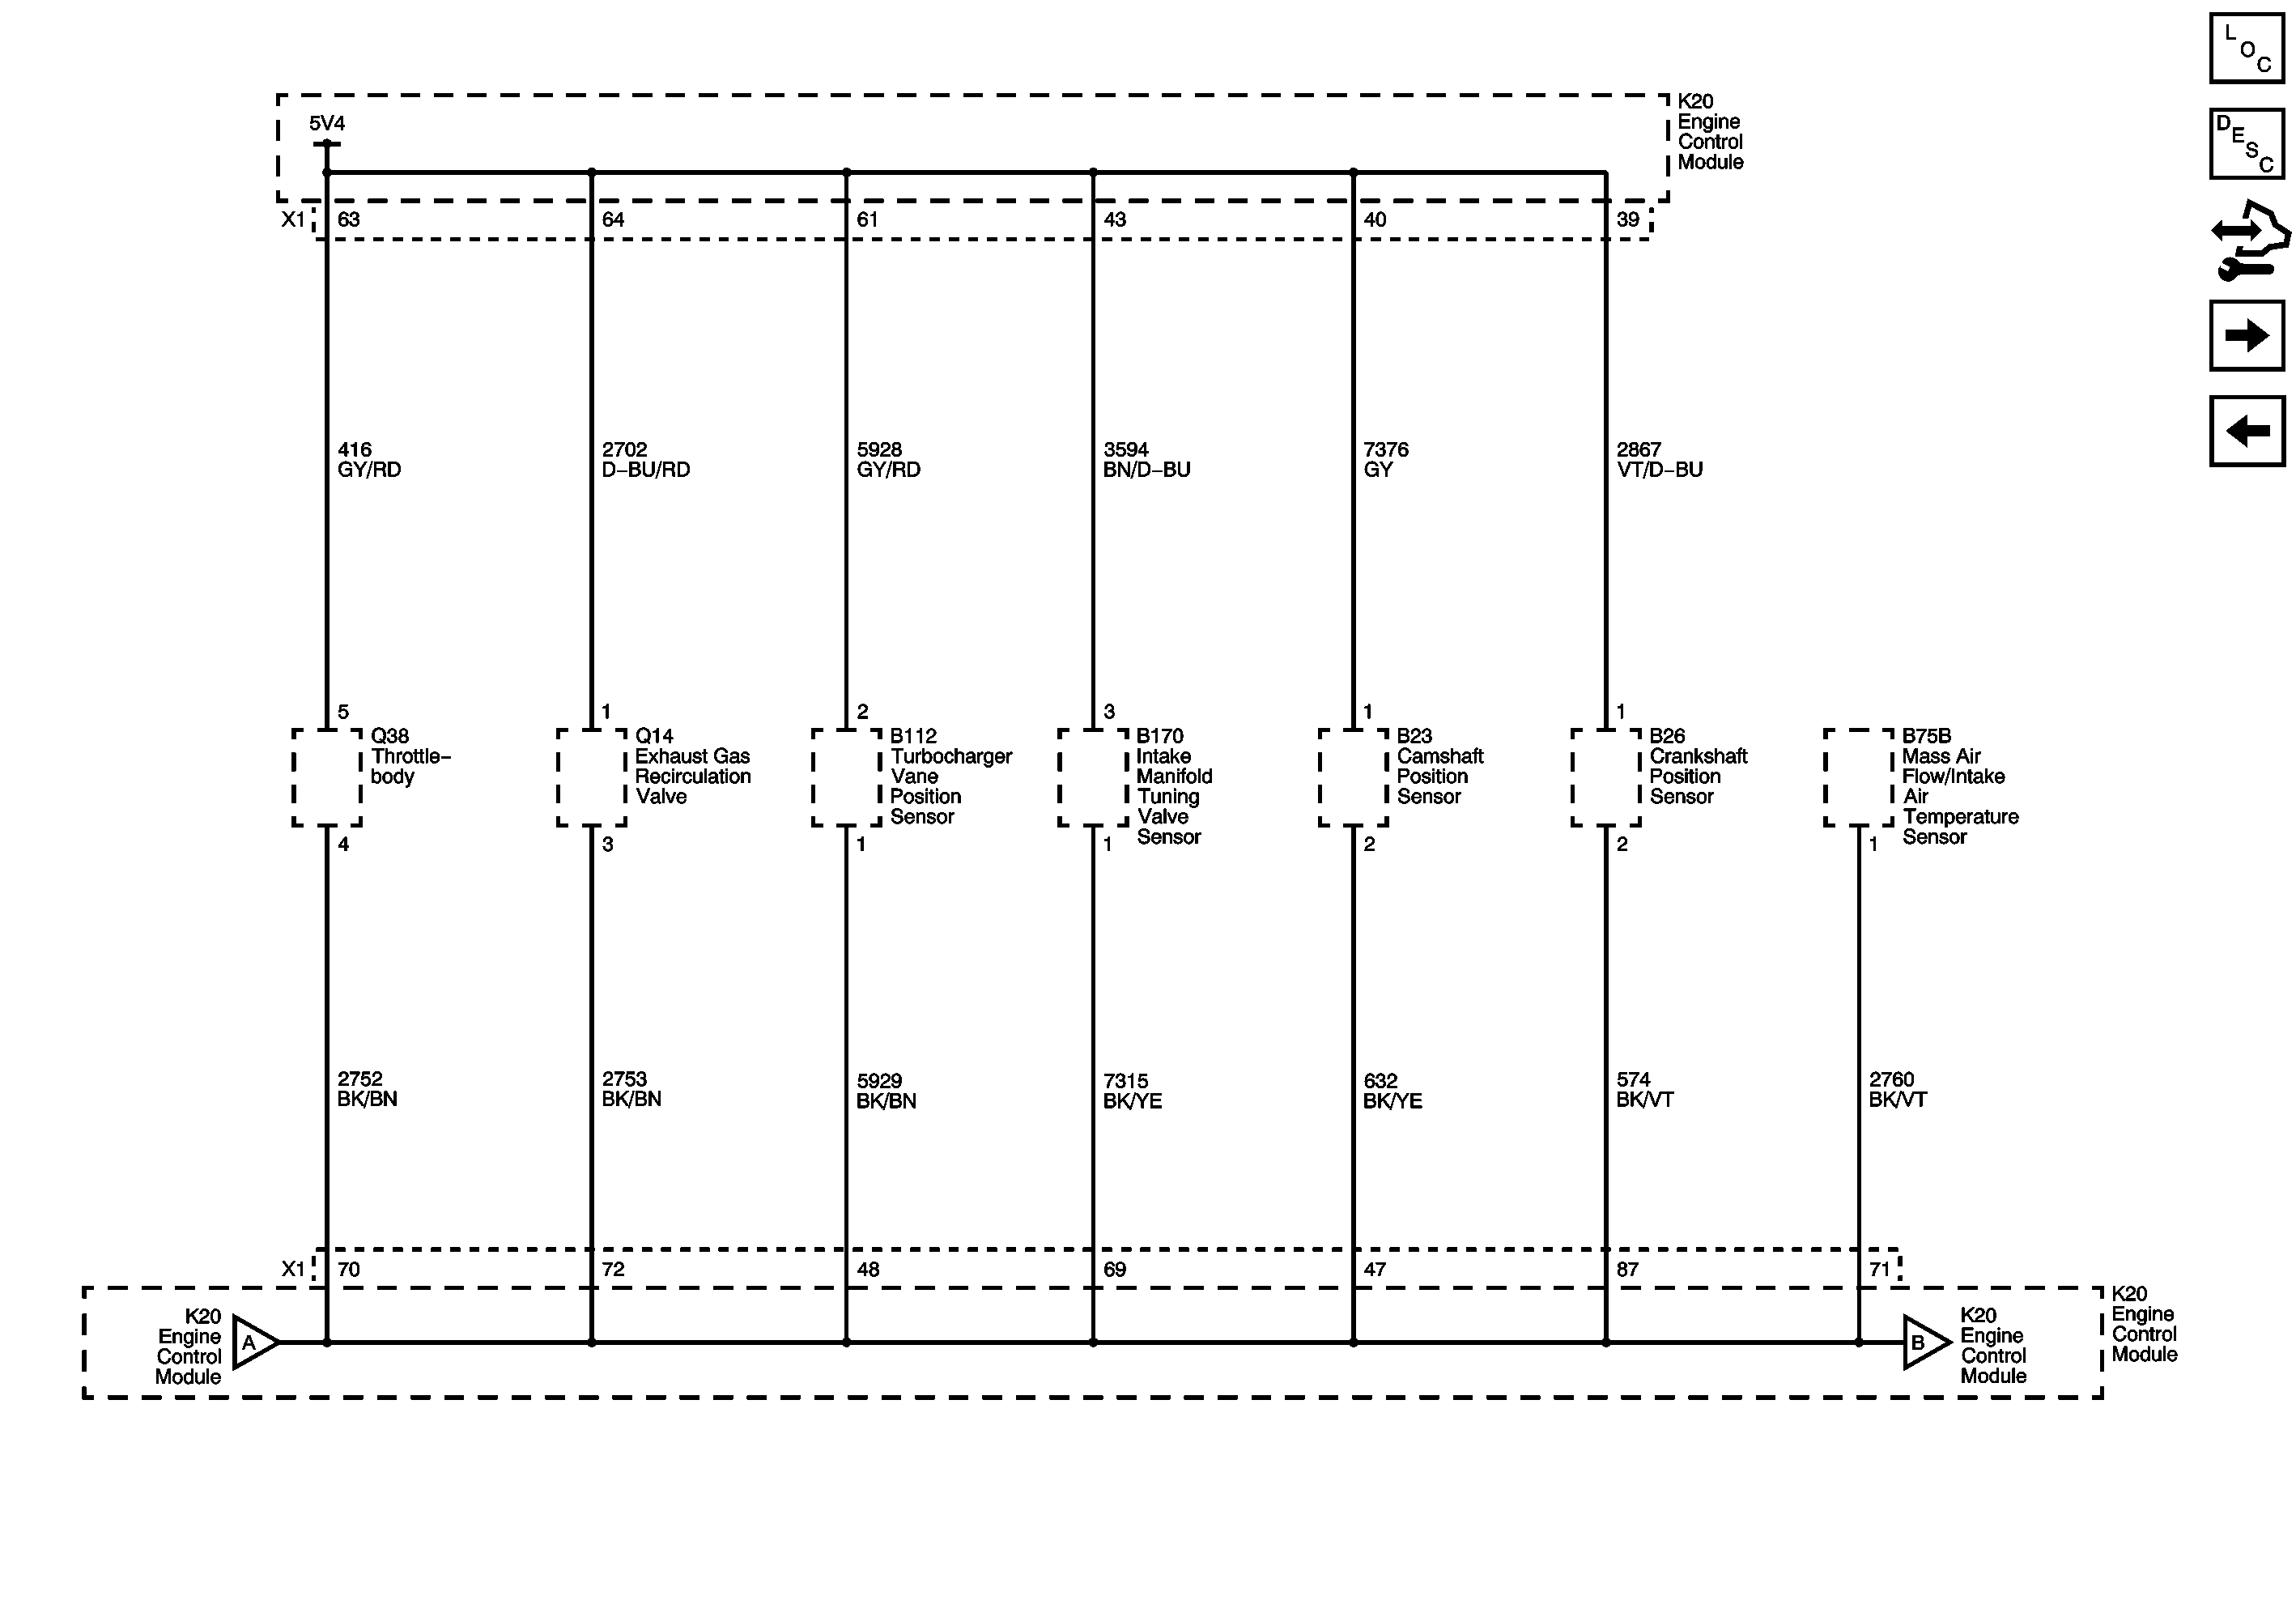 L
O
C
D
E
S
C
5V4
K20
Engine
Control
Module
X1 63 64 61 43 40 39
416
GY/RD
2702
D-BU/RD
5928
GY/RD
3594
BN/D-BU
7376
GY
2867
VT/D-BU
5 1 2 3 1 1
Q38
Throttle-
body
Q14
Exhaust Gas
Recirculation
Valve
B112
Turbocharger
Vane
Position
Sensor
B170
Intake
Manifold
Tuning
Valve
Sensor
B23
Camshaft
Position
Sensor
B26
Crankshaft
Position
Sensor
B75B
Mass Air
Flow/Intake
Air
Temperature
Sensor
4 3 1 1 2 2 1
2752
BK/BN
2753
BK/BN
5929
BK/BN
7315
BK/YE
632
BK/YE
574
BK/VT
2760
BK/VT
X1 70 72 48 69 47 87 71
K20
Engine
Control
Module
A
B
K20
Engine
Control
Module
K20
Engine
Control
Module